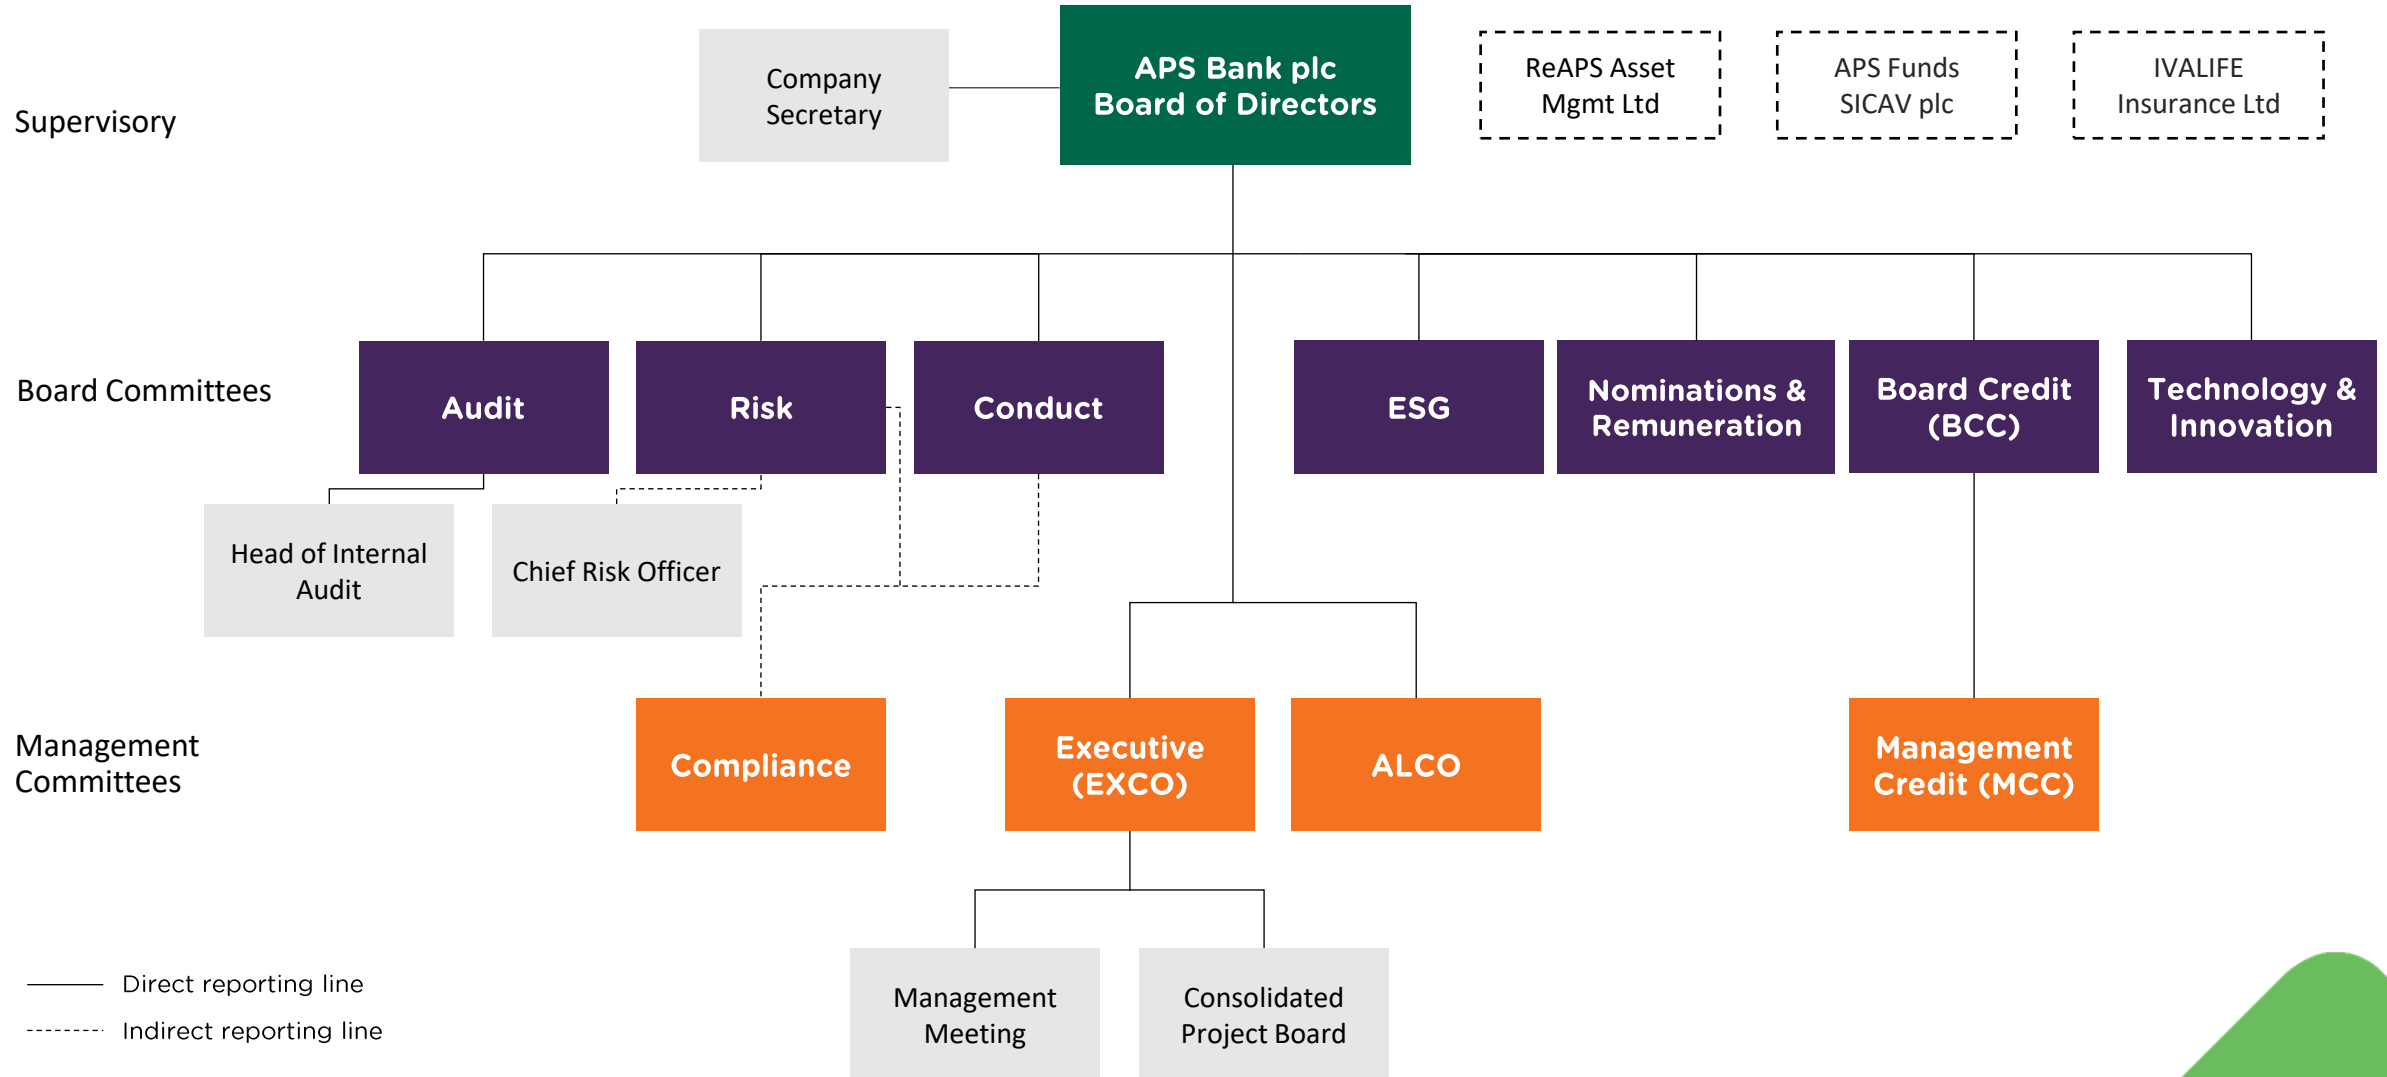 Supervisory
Company
Secretary
APS Bank plc
Board of Directors
ReAPS Asset
Mgmt Ltd
APS Funds
SICAV plc
IVALIFE
Insurance Ltd
Board Committees
Audit
Risk
Conduct
ESG
Nominations &
Remuneration
Board Credit
(BCC)
Technology &
Innovation
Head of Internal
Audit
Chief Risk Officer
Management
Committees
Compliance
Executive
(EXCO)
ALCO
Management
Credit (MCC)
Management
Meeting
Consolidated
Project Board
Direct reporting line
Indirect reporting line